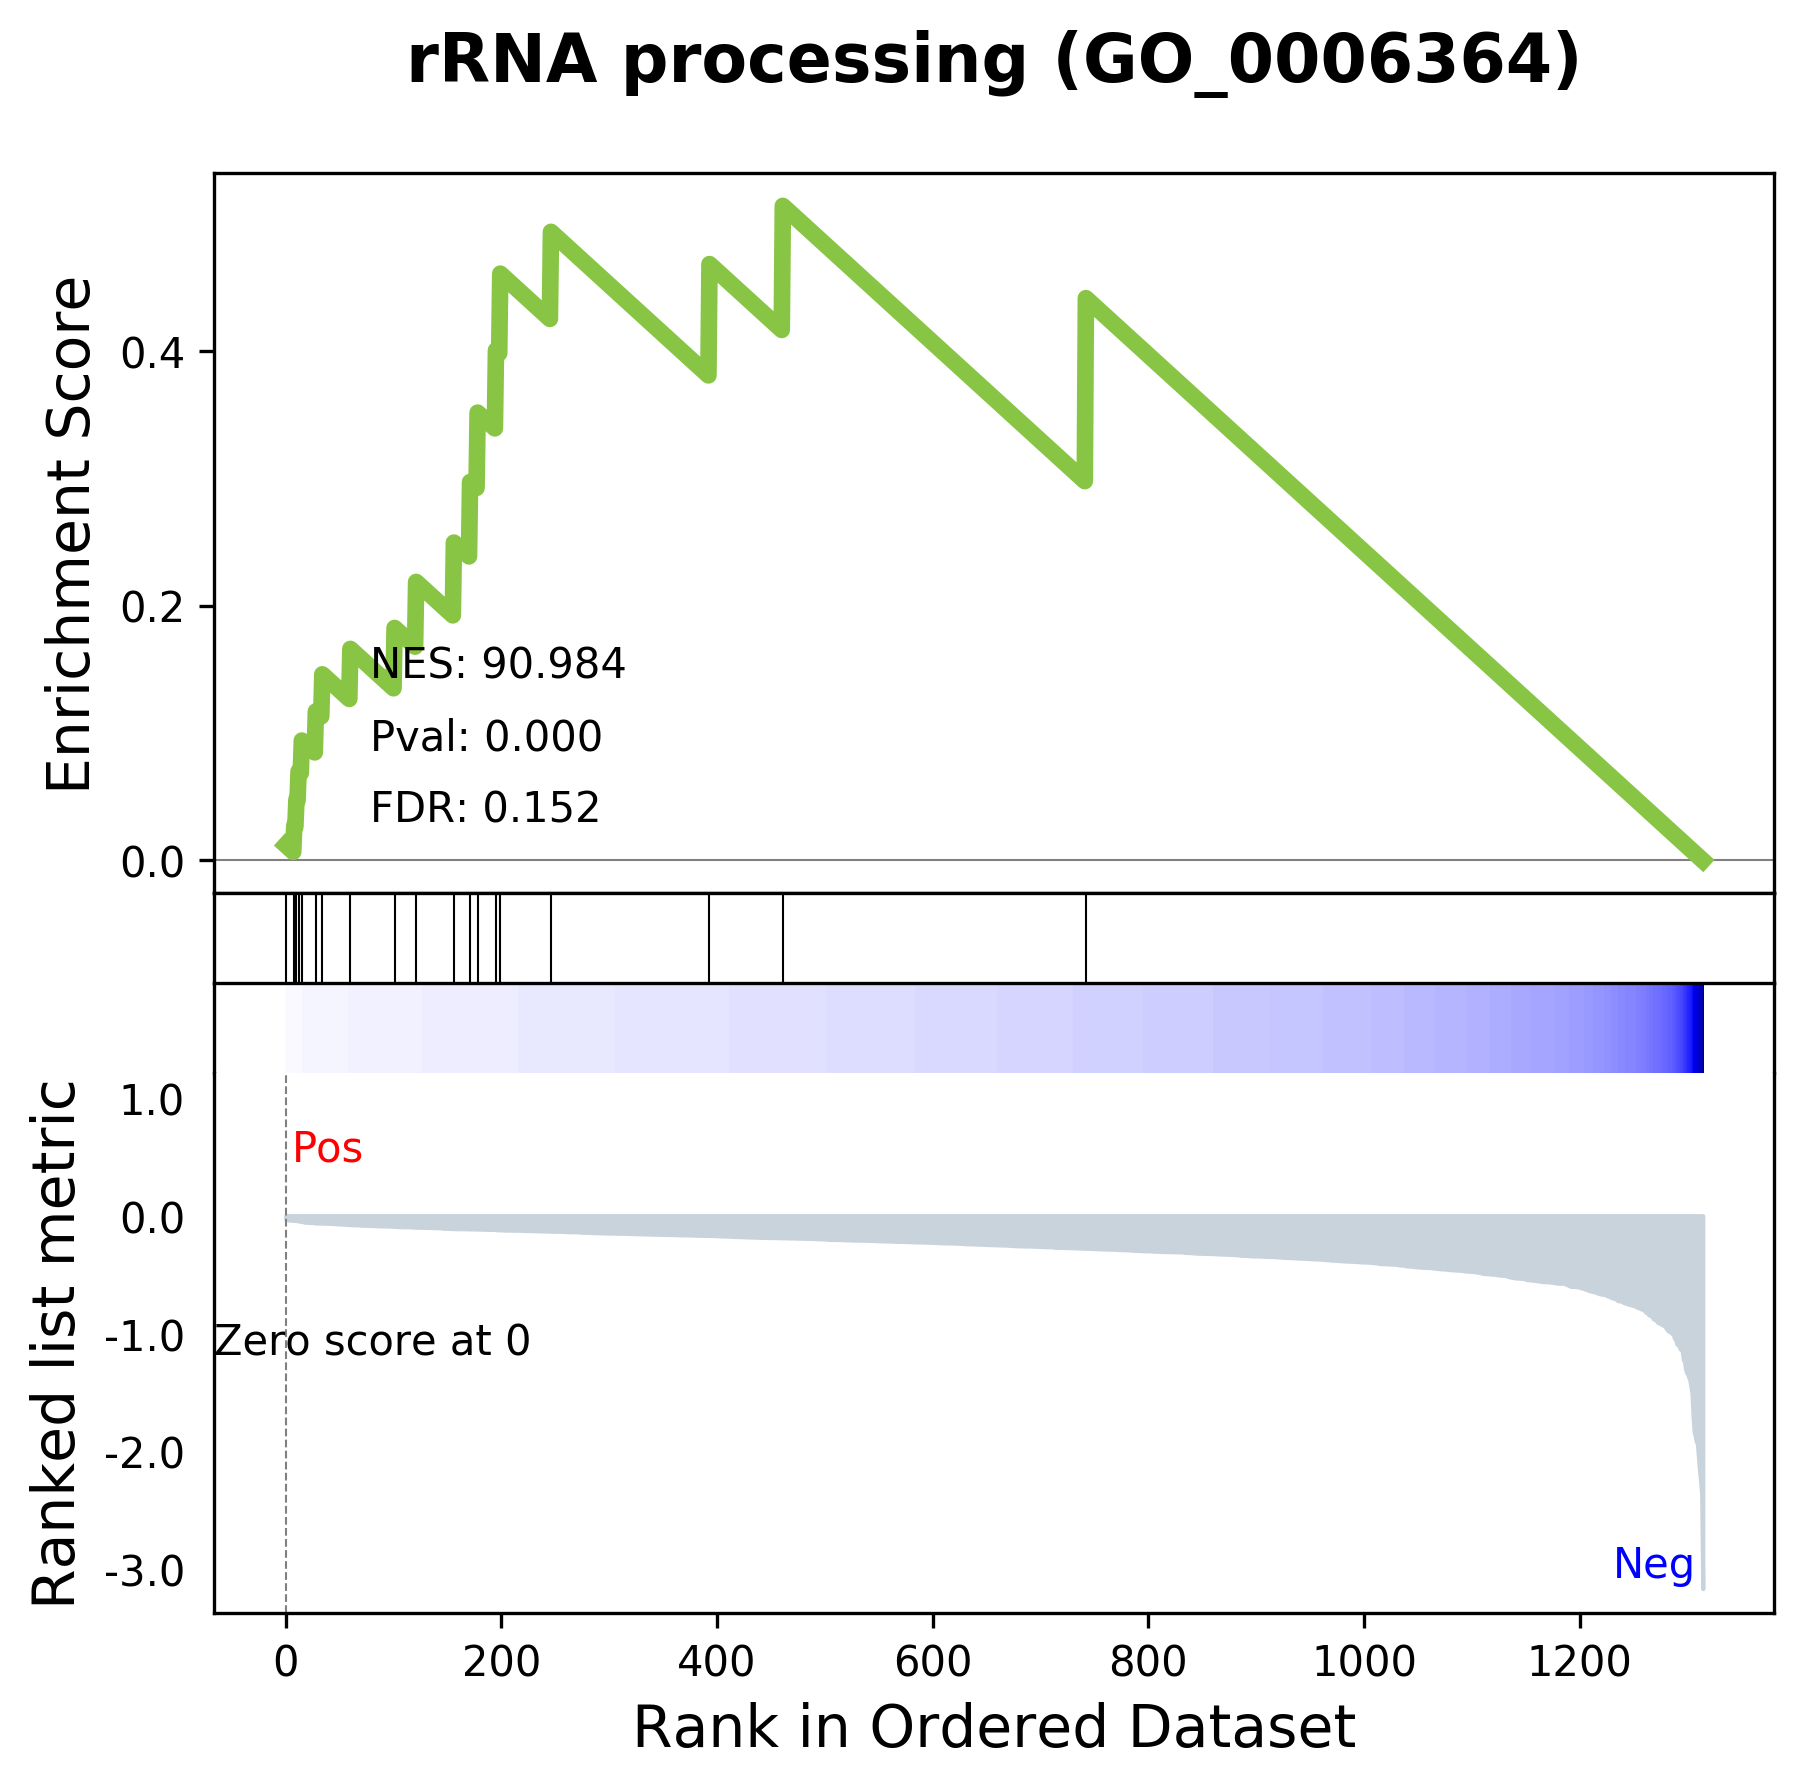 rRNA processing (GO_0006364)
Enrichment Score
0.4
0.2
0.0
NES: 90.984
Pval: 0.000
FDR: 0.152
Ranked list metric
1.0
0.0
-1.0
-2.0
-3.0
Pos
Zero score at 0
Neg
0 200 400 600 800 1000 1200
Rank in Ordered Dataset